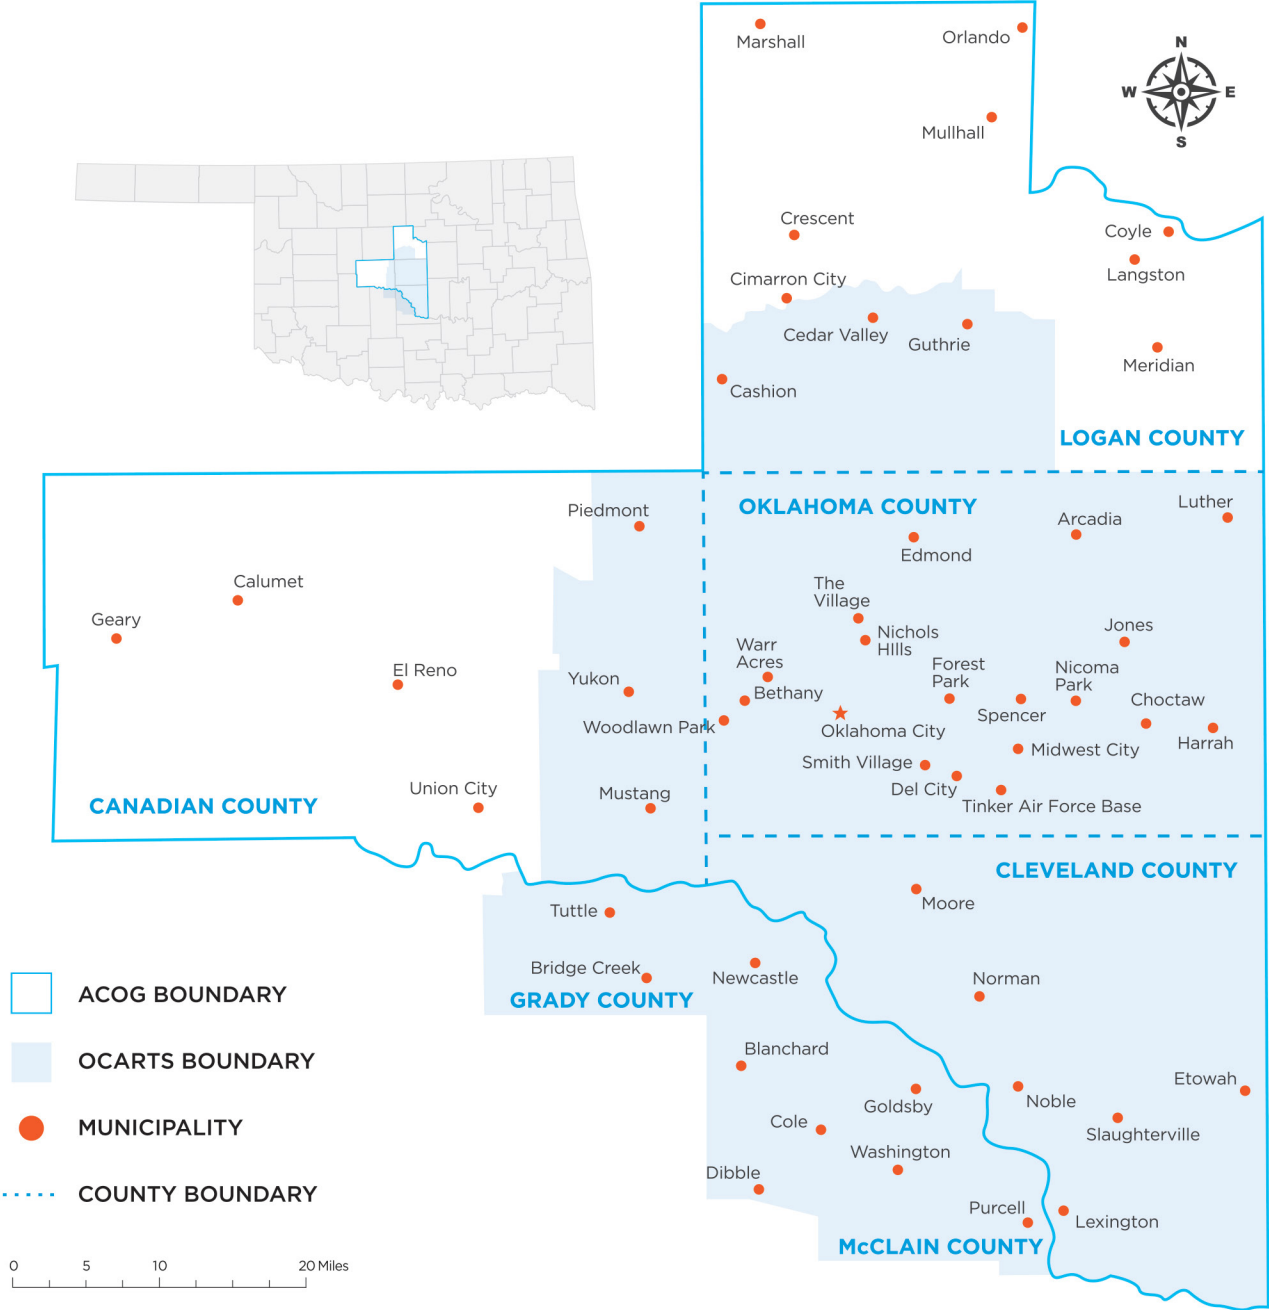 Marshall
Orlando
N
W
E
S
Mullhall
Crescent
Coyle
Langston
Cimarron City
Cedar Valley
Guthrie
Meridian
Cashion
LOGAN COUNTY
Piedmont
OKLAHOMA COUNTY
Luther
Arcadia
Edmond
Calumet
The
Village
Geary
Nichols
HIlls
Jones
Warr
Acres
El Reno
Forest
Park
Nicoma
Park
Yukon
Bethany
Choctaw
Woodlawn Park
Oklahoma City
Spencer
Harrah
Midwest City
Smith Village
Union City
Mustang
Del City
CANADIAN COUNTY
Tinker Air Force Base
CLEVELAND COUNTY
Moore
Tuttle
Bridge Creek
Newcastle
Norman
GRADY COUNTY
ACOG BOUNDARY
OCARTS BOUNDARY
MUNICIPALITY
COUNTY BOUNDARY
Blanchard
Etowah
Goldsby
Noble
Cole
Slaughterville
Washington
Dibble
Purcell
Lexington
McCLAIN COUNTY
0 5 10 20 Miles